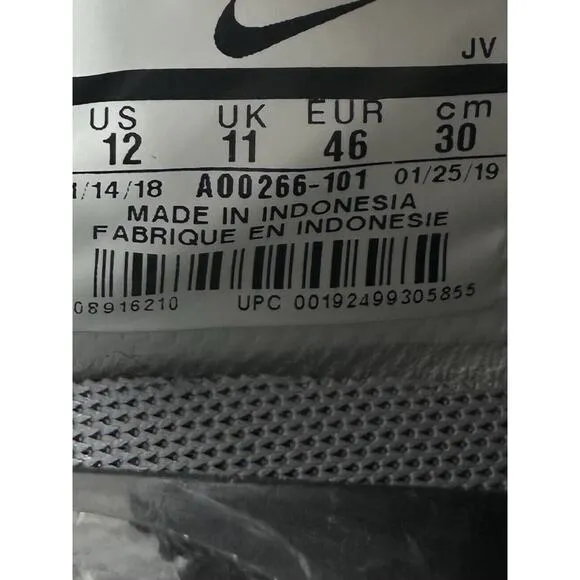 JV
US UK EUR cm
12 11 46 30
/14/18 AO0266-101 01/25/19
MADE IN INDONESIA
FABRIQUE EN INDONESIE
08916210 UPC 00192499305855